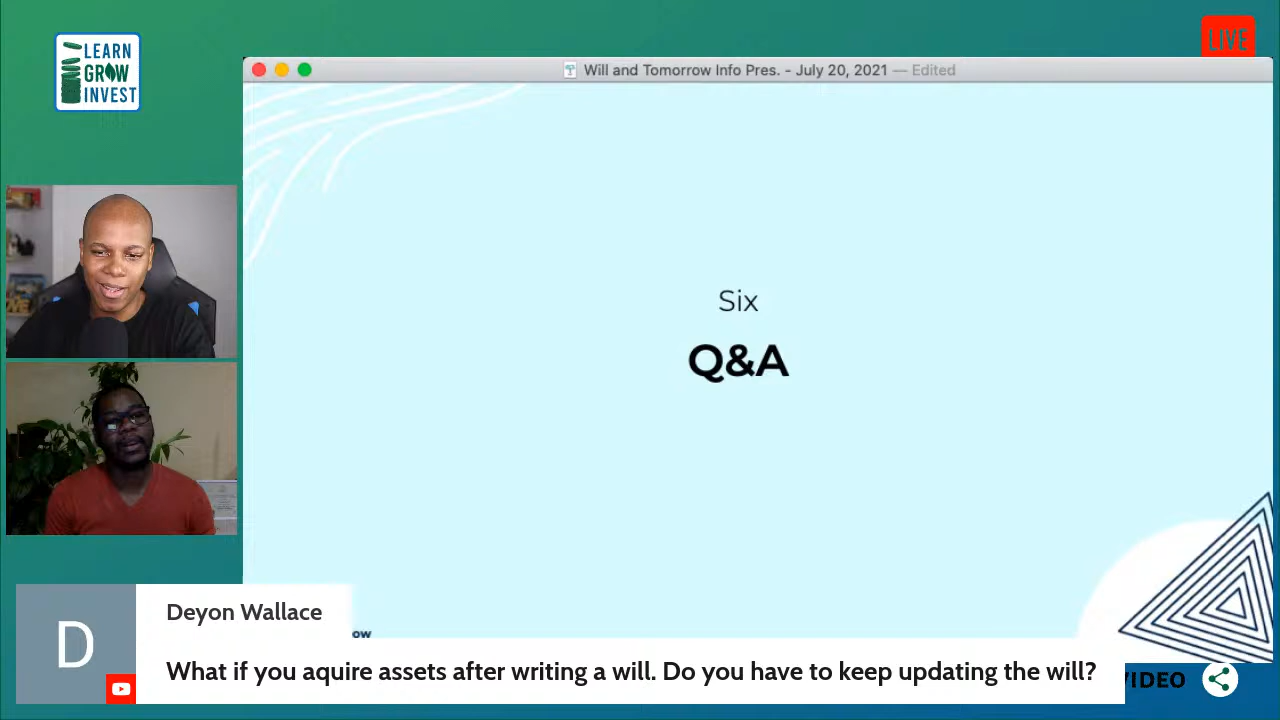 LEARN
GROW
INVEST
LIVE
Will and Tomorrow Info Pres. - July 20, 2021 — Edited
Six
Q&A
D
Deyon Wallace
ow
What if you aquire assets after writing a will. Do you have to keep updating the will?
VIDEO